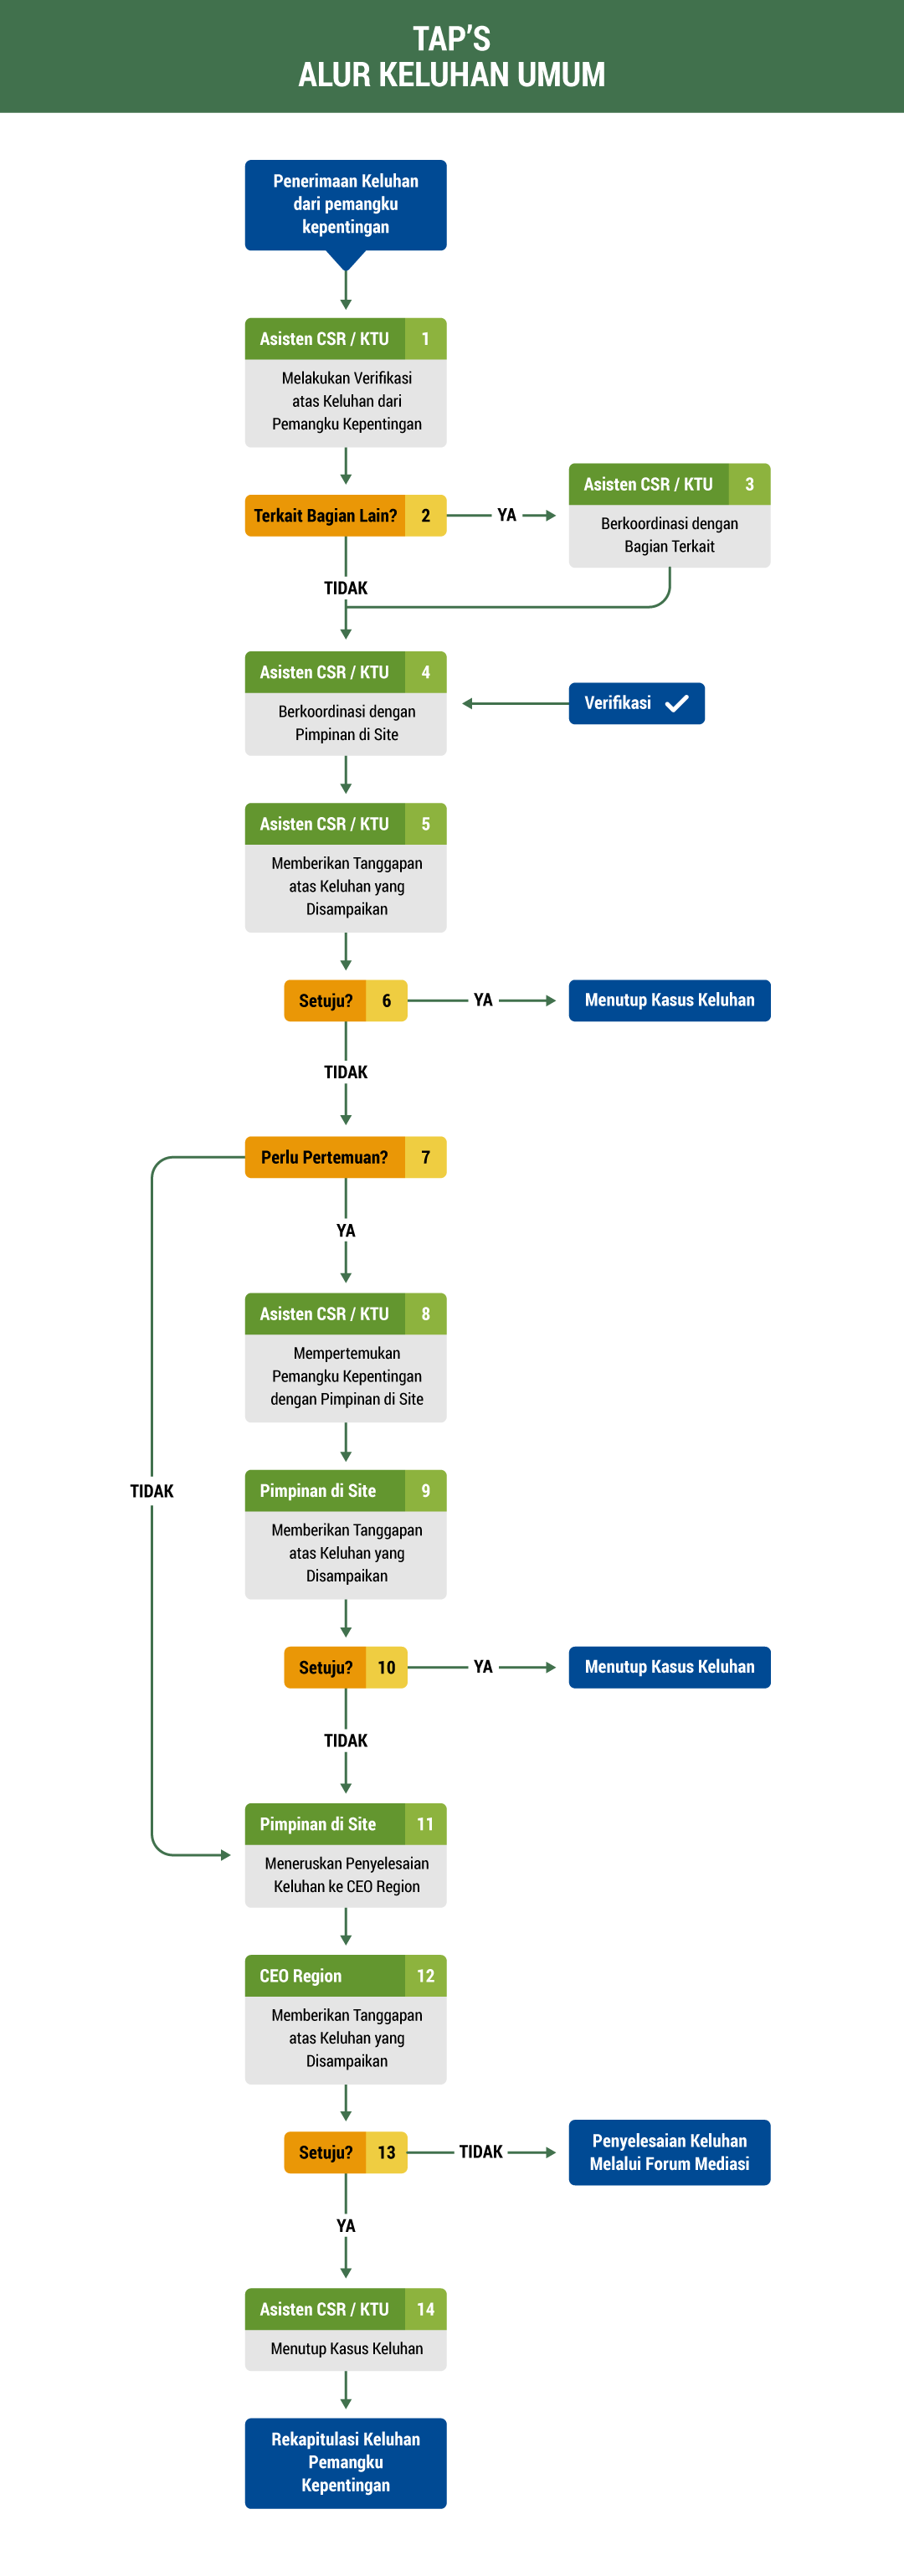 TAP'S
ALUR KELUHAN UMUM
Penerimaan Keluhan
dari pemangku
kepentingan
Asisten CSR / KTU 1
Melakukan Verifikasi
atas Keluhan dari
Pemangku Kepentingan
Terkait Bagian Lain? 2
YA
Asisten CSR / KTU 3
Berkoordinasi dengan
Bagian Terkait
TIDAK
Asisten CSR / KTU 4
Berkoordinasi dengan
Pimpinan di Site
Verifikasi
Asisten CSR / KTU 5
Memberikan Tanggapan
atas Keluhan yang
Disampaikan
Setuju? 6
YA
Menutup Kasus Keluhan
TIDAK
Perlu Pertemuan? 7
YA
Asisten CSR / KTU 8
Mempertemukan
Pemangku Kepentingan
dengan Pimpinan di Site
TIDAK
Pimpinan di Site 9
Memberikan Tanggapan
atas Keluhan yang
Disampaikan
Setuju? 10
YA
Menutup Kasus Keluhan
TIDAK
Pimpinan di Site 11
Meneruskan Penyelesaian
Keluhan ke CEO Region
CEO Region 12
Memberikan Tanggapan
atas Keluhan yang
Disampaikan
Setuju? 13
TIDAK
Penyelesaian Keluhan
Melalui Forum Mediasi
YA
Asisten CSR / KTU 14
Menutup Kasus Keluhan
Rekapitulasi Keluhan
Pemangku
Kepentingan